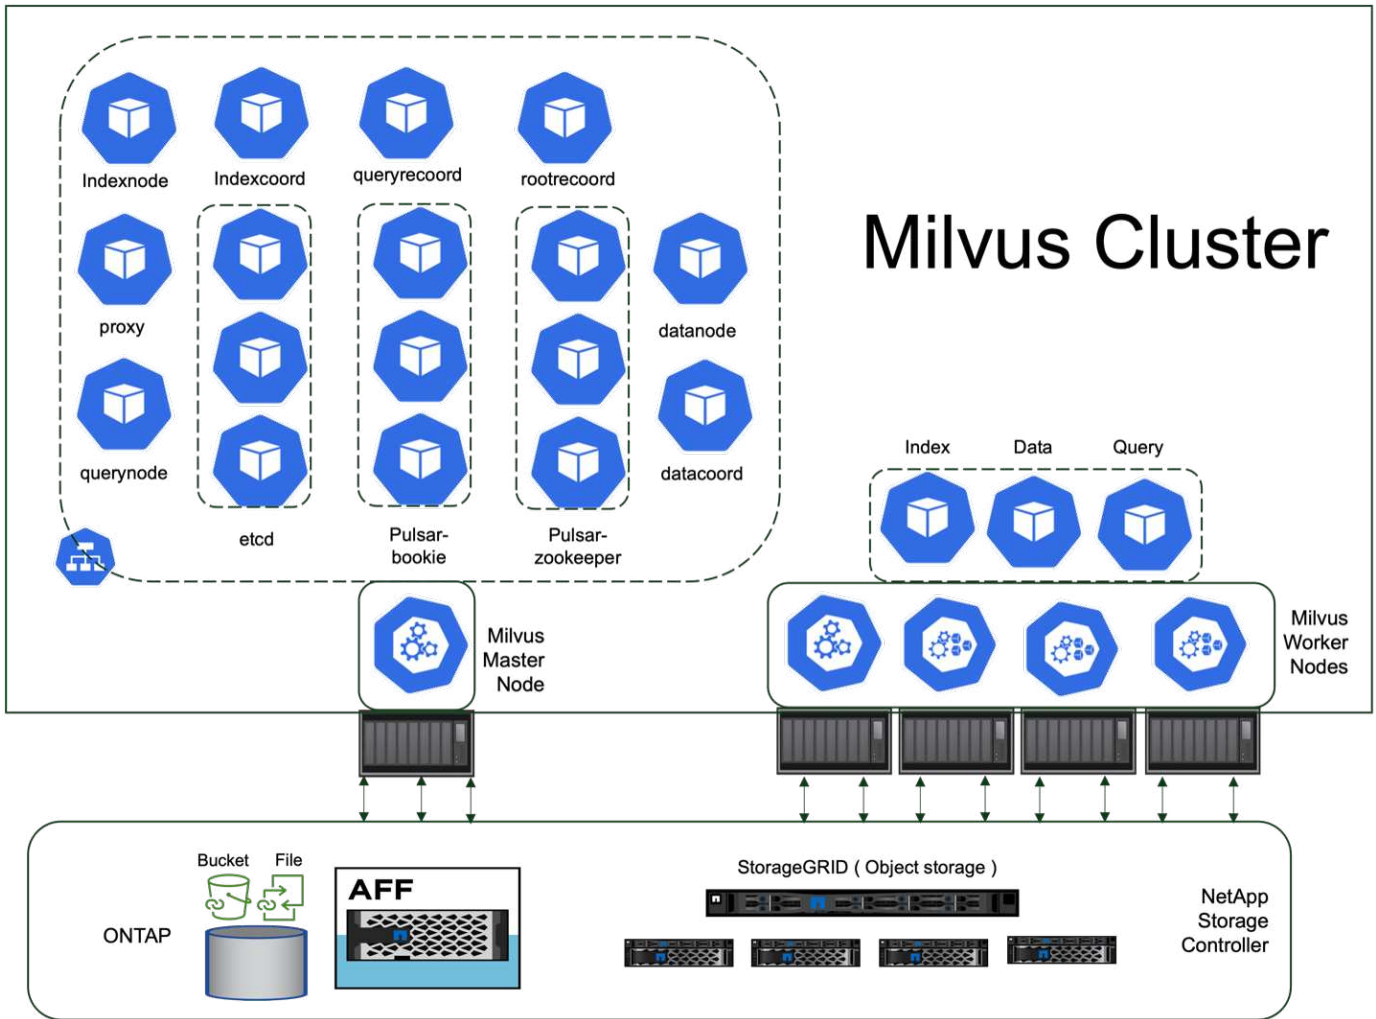 Indexnode
Indexcoord
queryrecoord
rootrecoord
Milvus Cluster
proxy
datanode
querynode
datacoord
etcd
Pulsar-
bookie
Pulsar-
zookeeper
Index
Data
Query
Milvus
Master
Node
Milvus
Worker
Nodes
Bucket
File
ONTAP
AFF
StorageGRID ( Object storage )
NetApp
Storage
Controller